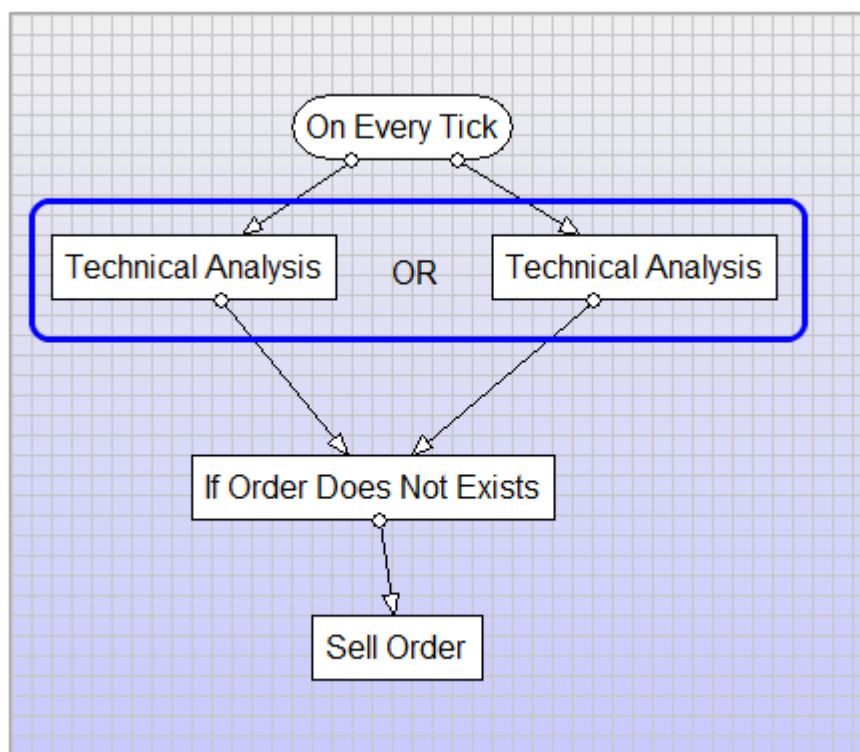 On Every Tick
Technical Analysis
OR
Technical Analysis
If Order Does Not Exists
Sell Order